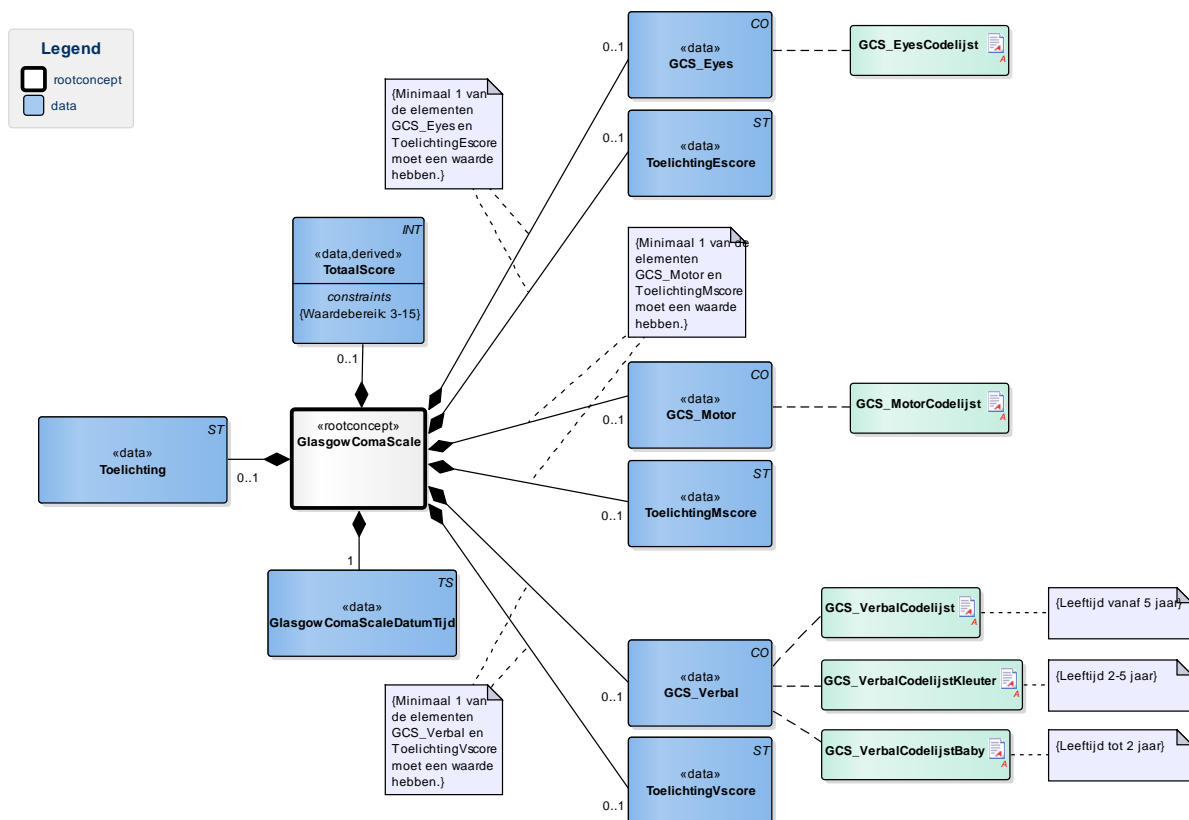 Legend
rootconcept
data
CO
«data»
GCS_Eyes
0..1
GCS_EyesCodelijst
A
{Minimaal 1 van
de elementen
GCS_Eyes en
ToelichtingEscore
moet een waarde
hebben.}
ST
«data»
ToelichtingEscore
0..1
INT
«data,derived»
TotaalScore
constraints
{Waardebereik: 3-15}
0..1
{Minimaal 1 van de
elementen
GCS_Motor en
ToelichtingMscore
moet een waarde
hebben.}
CO
«data»
GCS_Motor
0..1
GCS_MotorCodelijst
A
«rootconcept»
GlasgowComaScale
ST
«data»
Toelichting
0..1
ST
«data»
ToelichtingMscore
0..1
1
TS
«data»
GlasgowComaScaleDatumTijd
{Minimaal 1 van
de elementen
GCS_Verbal en
ToelichtingVscore
moet een waarde
hebben.}
CO
«data»
GCS_Verbal
0..1
GCS_VerbalCodelijst
A
{Leeftijd vanaf 5 jaar}
GCS_VerbalCodelijstKleuter
A
{Leeftijd 2-5 jaar}
GCS_VerbalCodelijstBaby
A
{Leeftijd tot 2 jaar}
ST
«data»
ToelichtingVscore
0..1